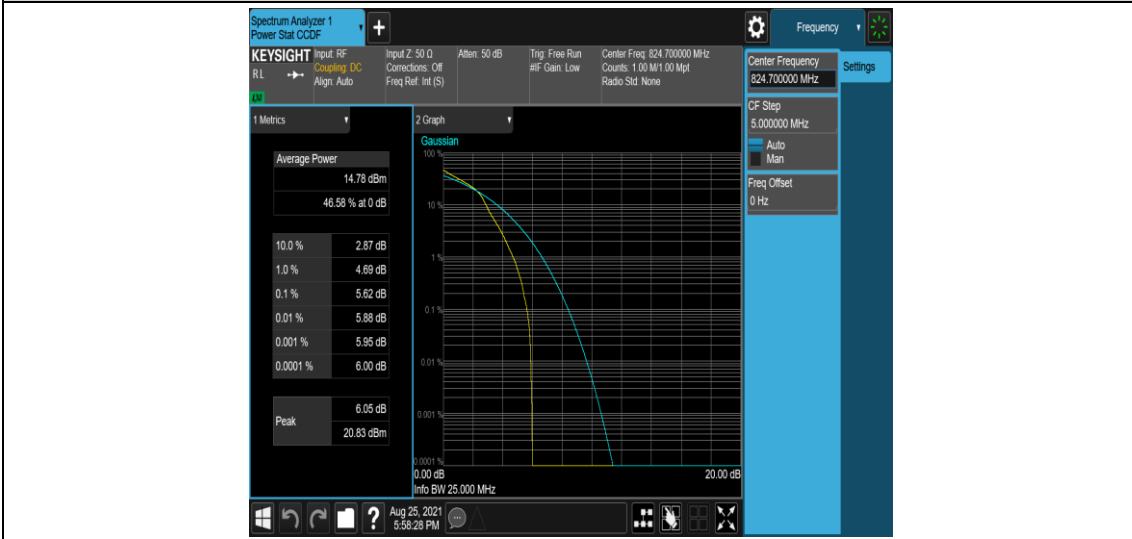 Spectrum Analyzer 1
Power Stat CCDF
+
Frequency
KEYSIGHT
R L
LM
Input: RF
Coupling: DC
Align: Auto
Input Z: 50 Ω
Corrections: Off
Freq Ref: Int (S)
Atten: 50 dB
Trig: Free Run
#IF Gain: Low
Center Freq: 824.700000 MHz
Counts: 1.00 M/1.00 Mpt
Radio Std: None
Center Frequency
824.700000 MHz
Settings
CF Step
5.000000 MHz
Auto
Man
Freq Offset
0 Hz
1 Metrics
Average Power
14.78 dBm
46.58 % at 0 dB
10.0 % 2.87 dB
1.0 % 4.69 dB
0.1 % 5.62 dB
0.01 % 5.88 dB
0.001 % 5.95 dB
0.0001 % 6.00 dB
Peak
6.05 dB
20.83 dBm
2 Graph
Gaussian
100 %
10 %
1 %
0.1 %
0.01 %
0.001 %
0.0001 %
0.00 dB
20.00 dB
Info BW 25.000 MHz
?
Aug 25, 2021
5:58:28 PM